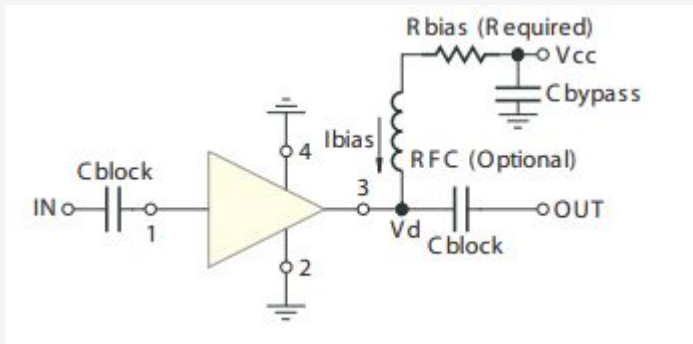 Rbias (Required)
Vcc
Cbypass
Ibias
RFC (Optional)
4
Cblock
3
IN
OUT
1
Vd
Cblock
2